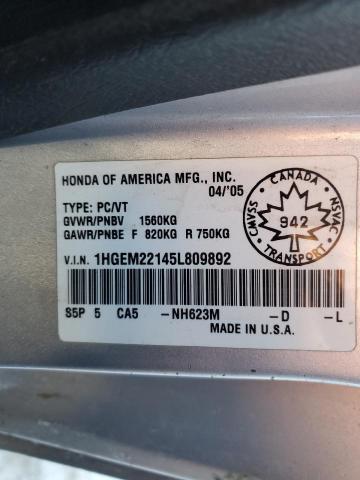 HONDA OF AMERICA MFG., INC.
04/'05
TYPE: PC/VT
GVWR/PNBV 1560KG
GAWR/PNBE F 820KG R 750KG
V.I.N. 1HGEM22145L809892
S5P 5 CA5 -NH623M -D -L
MADE IN U.S.A.
CANADA
CMVSS 942 NSVAC
TRANSPORT